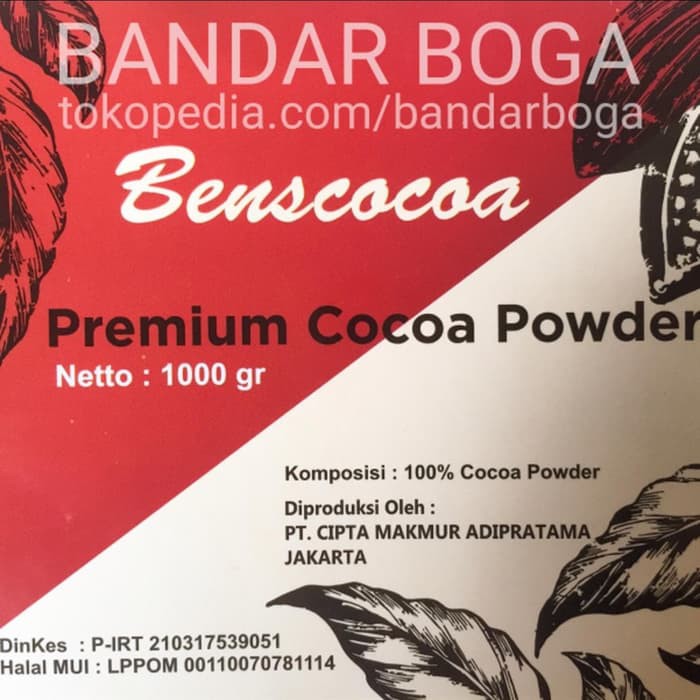 BANDAR BOGA
tokopedia.com/bandarboga
Benscocoa
Premium Cocoa Powder
Netto : 1000 gr
Komposisi : 100% Cocoa Powder
Diproduksi Oleh :
PT. CIPTA MAKMUR ADIPRATAMA
JAKARTA
DinKes : P-IRT 210317539051
Halal MUI : LPPOM 00110070781114